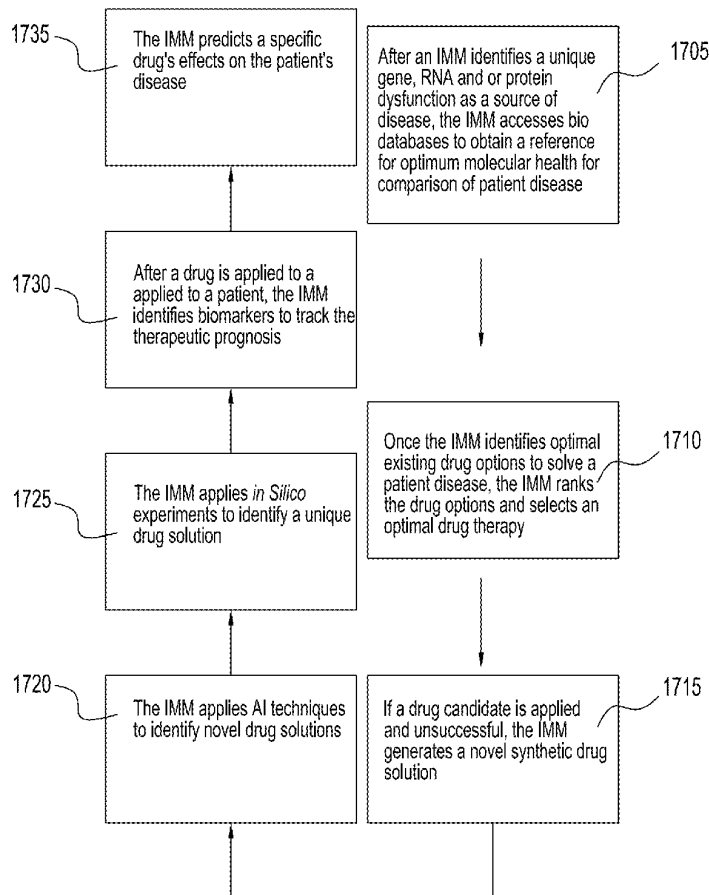 1705
After an IMM identifies a unique
gene, RNA and or protein
dysfunction as a source of
disease, the IMM accesses bio
databases to obtain a reference
for optimum molecular health for
comparison of patient disease
1710
Once the IMM identifies optimal
existing drug options to solve a
patient disease, the IMM ranks
the drug options and selects an
optimal drug therapy
1715
If a drug candidate is applied
and unsuccessful, the IMM
generates a novel synthetic drug
solution
1720
The IMM applies AI techniques
to identify novel drug solutions
1725
The IMM applies in Silico
experiments to identify a unique
drug solution
1730
After a drug is applied to a
applied to a patient, the IMM
identifies biomarkers to track the
therapeutic prognosis
1735
The IMM predicts a specific
drug's effects on the patient's
disease